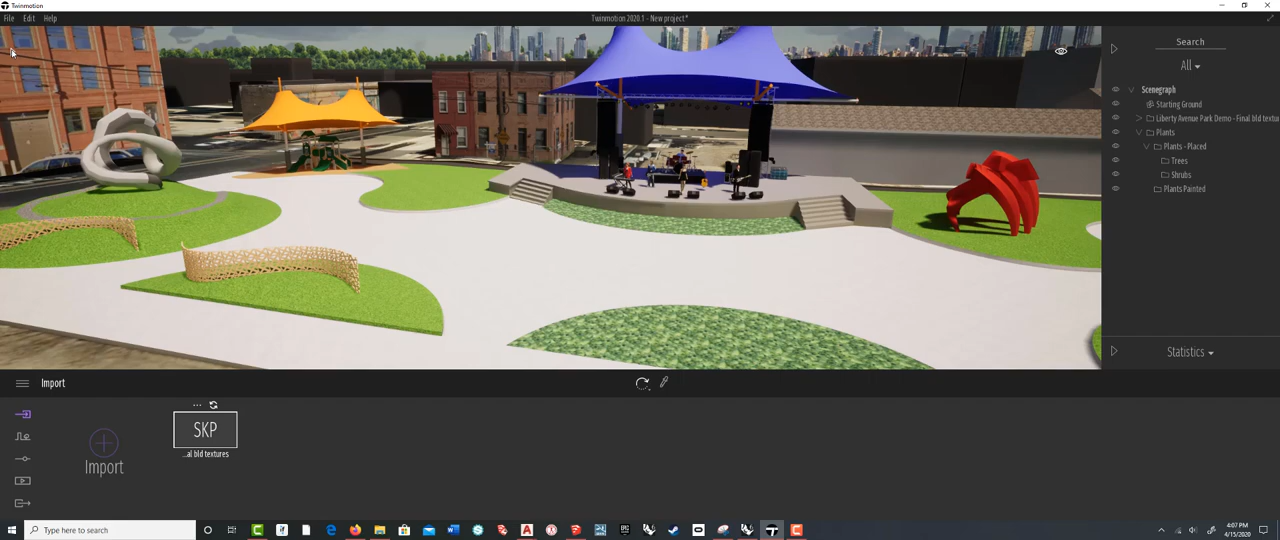 Twinmotion
File Edit Help
Twinmotion 2020.1 - New project*
Search
All
Scenegraph
Starting Ground
Liberty Avenue Park Demo - Final bld textu
Plants
Plants - Placed
Trees
Shrubs
Plants Painted
Statistics
Import
SKP
...al bld textures
Import
Type here to search
4:07 PM
4/15/2020